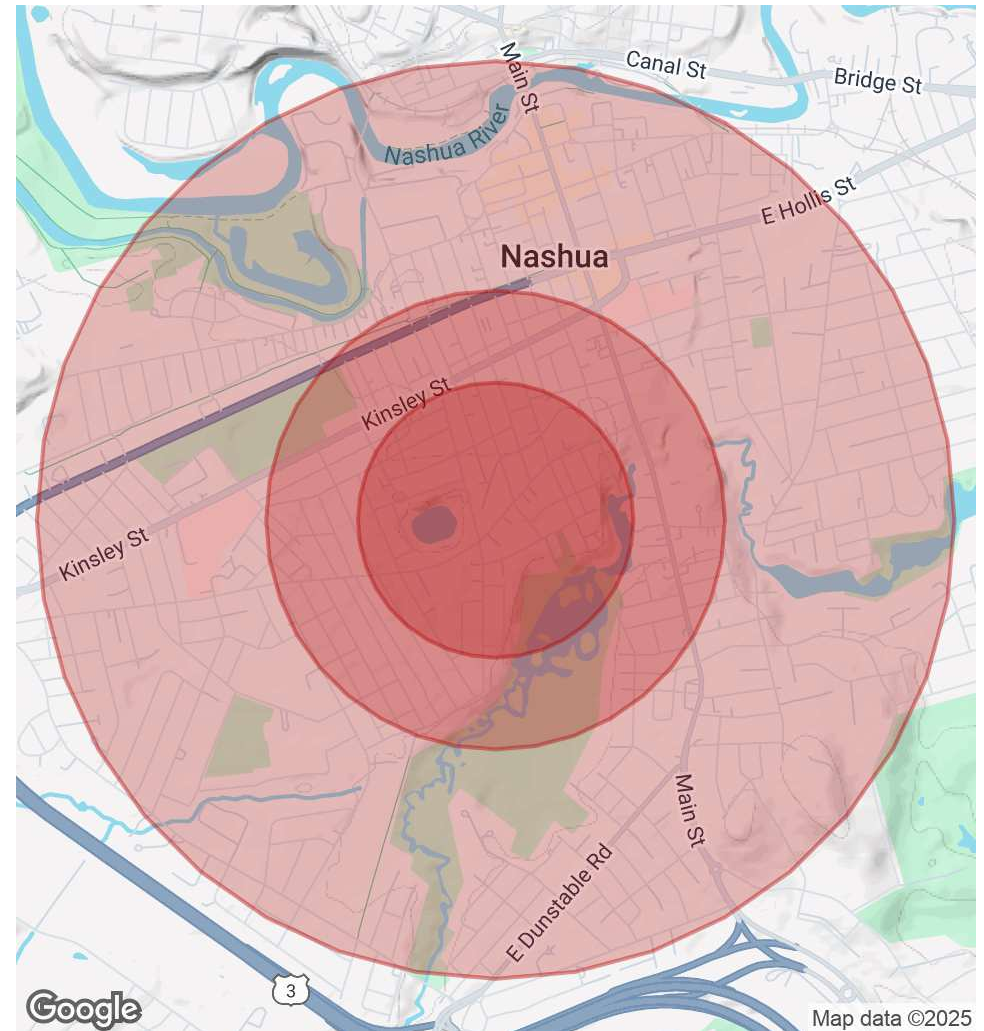 Main St
Canal St
Bridge St
Nashua River
E Hollis St
Nashua
Kinsley St
Kinsley St
Main St
E Dunstable Rd
3
Google
Map data ©2025